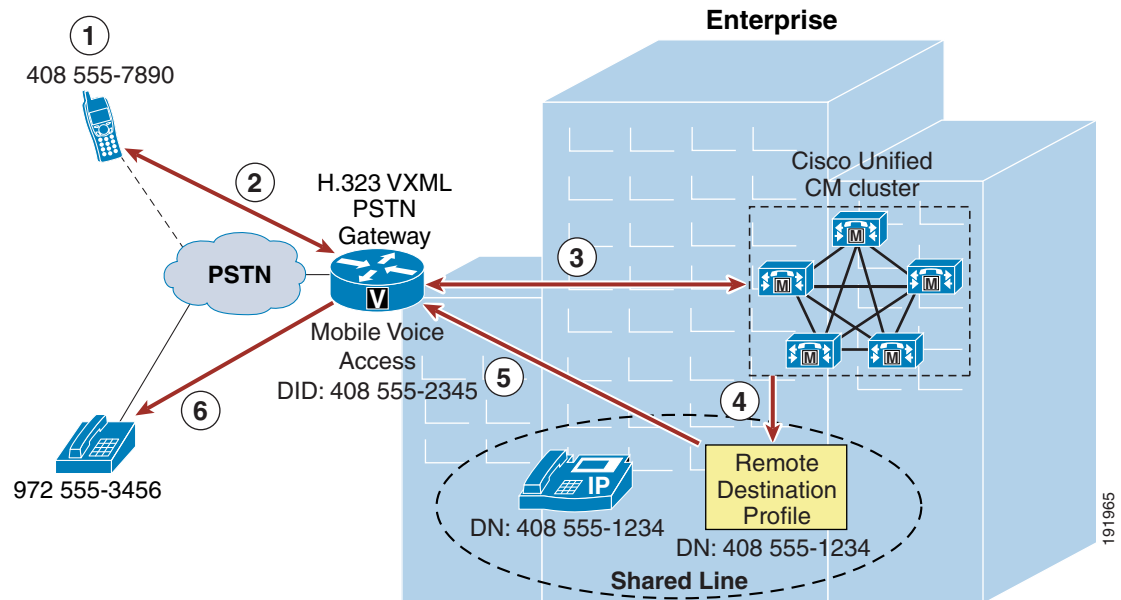 Enterprise
1
408 555-7890
2
H.323 VXML
PSTN
Gateway
PSTN
V
Mobile Voice
Access
DID: 408 555-2345
3
Cisco Unified
CM cluster
M
M
M
M
M
4
5
6
972 555-3456
IP
DN: 408 555-1234
Remote
Destination
Profile
DN: 408 555-1234
Shared Line
191965